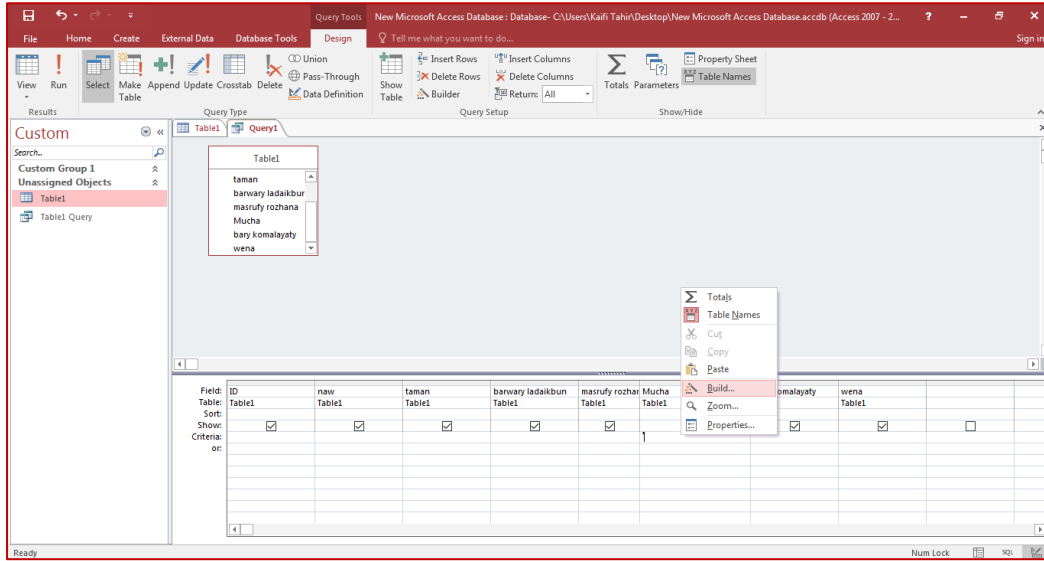 Query Tools New Microsoft Access Database : Database- C:\Users\Kaifi Tahir\Desktop\New Microsoft Access Database.accdb (Access 2007 - 2...
File Home Create External Data Database Tools Design Tell me what you want to do... Sign in
View Run Select Make Table Append Update Crosstab Delete
Union
Pass-Through
Data Definition
Show Table
Insert Rows
Delete Rows
Builder
Insert Columns
Delete Columns
Return: All
Totals Parameters
Property Sheet
Table Names
Results Query Type Query Setup Show/Hide
Custom
Search...
Custom Group 1
Unassigned Objects
Table1
Table1 Query
Table1 Query1
Table1
taman
barwary ladaikbur
masrufy rozhana
Mucha
bary komalayaty
wena
Totals
Table Names
Cut
Copy
Paste
Build...
Zoom...
Properties...
Field: ID naw taman barwary ladaikbun masrufy rozhar Mucha omalayaty wena
Table: Table1 Table1 Table1 Table1 Table1 Table1 Table1
Sort:
Show:
Criteria:
or:
Ready Num Lock SQL